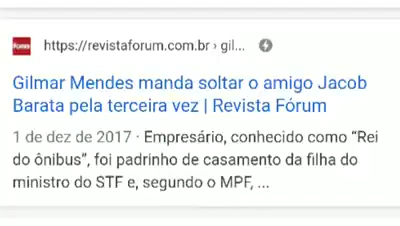 Fórum https://revistaforum.com.br › gil...
Gilmar Mendes manda soltar o amigo Jacob
Barata pela terceira vez | Revista Fórum
1 de dez de 2017 · Empresário, conhecido como “Rei
do ônibus”, foi padrinho de casamento da filha do
ministro do STF e, segundo o MPF, ...